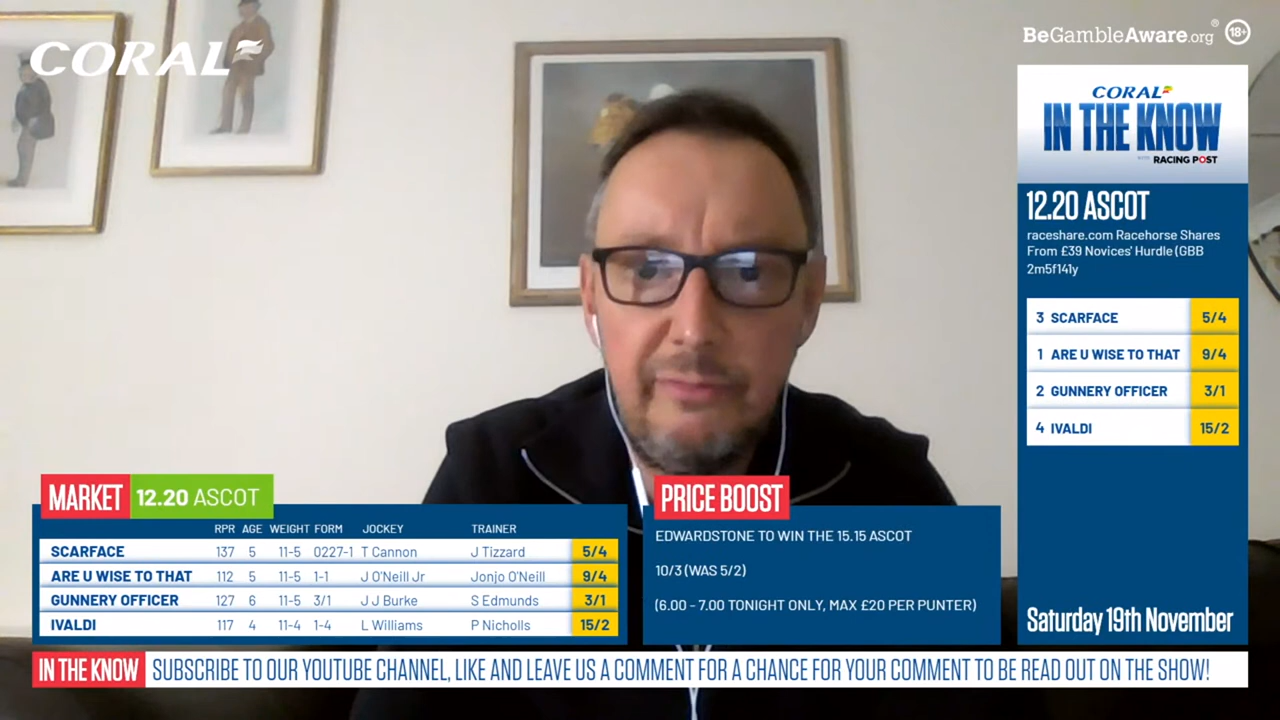 CORAL
BeGambleAware.org® 18+
CORAL
IN THE KNOW
WITH RACING POST
12.20 ASCOT
raceshare.com Racehorse Shares
From £39 Novices' Hurdle (GBB
2m5f141y
3 SCARFACE 5/4
1 ARE U WISE TO THAT 9/4
2 GUNNERY OFFICER 3/1
4 IVALDI 15/2
Saturday 19th November
MARKET 12.20 ASCOT
RPR AGE WEIGHT FORM JOCKEY TRAINER
SCARFACE 137 5 11-5 0227-1 T Cannon J Tizzard 5/4
ARE U WISE TO THAT 112 5 11-5 1-1 J O'Neill Jr Jonjo O'Neill 9/4
GUNNERY OFFICER 127 6 11-5 3/1 J J Burke S Edmunds 3/1
IVALDI 117 4 11-4 1-4 L Williams P Nicholls 15/2
PRICE BOOST
EDWARDSTONE TO WIN THE 15.15 ASCOT
10/3 (WAS 5/2)
(6.00 - 7.00 TONIGHT ONLY, MAX £20 PER PUNTER)
IN THE KNOW SUBSCRIBE TO OUR YOUTUBE CHANNEL, LIKE AND LEAVE US A COMMENT FOR A CHANCE FOR YOUR COMMENT TO BE READ OUT ON THE SHOW!